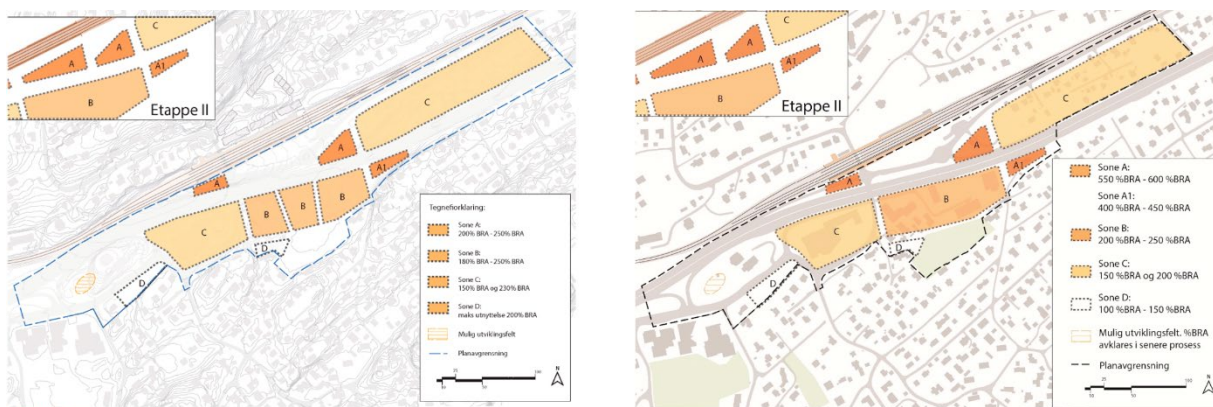 C
A
A
A1
B
Etappe II
C
A
A1
A
B
B
B
C
D
D
Tegnefiorklaring:
Sone A:
200% BRA - 250% BRA
Sone B:
180% BRA - 250% BRA
Sone C:
150% BRA og 230% BRA
Sone D:
maks utnyttelse 200% BRA
Mulig utviklingsfelt
Planavgrensning
N
C
A
A
A1
B
Etappe II
C
A
A1
A
B
C
D
D
Sone A:
550 %BRA - 600 %BRA
Sone A1:
400 %BRA - 450 %BRA
Sone B:
200 %BRA - 250 %BRA
Sone C:
150 %BRA og 200 %BRA
Sone D:
100 %BRA - 150 %BRA
Mulig utviklingsfelt. %BRA
avklares i senere prosess
Planavgrensning
N